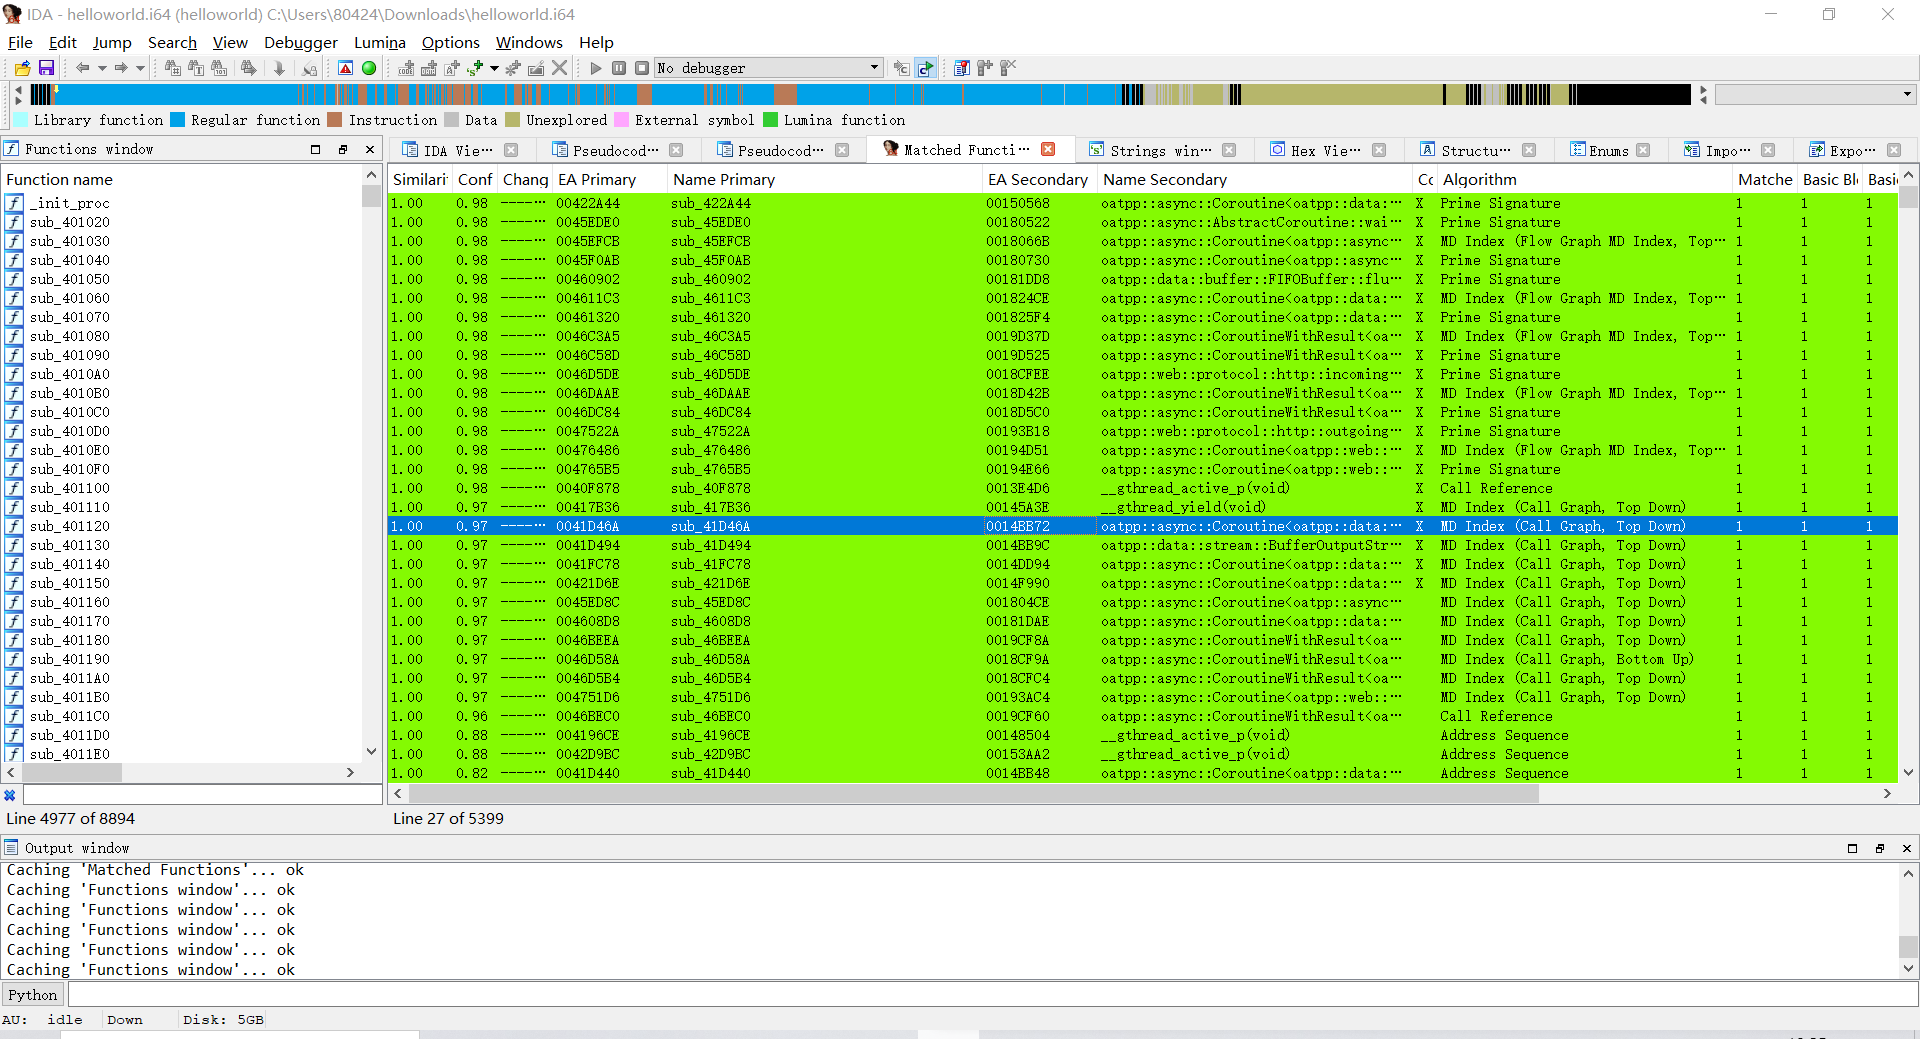 IDA - helloworld.i64 (helloworld) C:\Users\80424\Downloads\helloworld.i64
File Edit Jump Search View Debugger Lumina Options Windows Help
No debugger
Library function Regular function Instruction Data Unexplored External symbol Lumina function
Functions window
IDA Vie··· Pseudocod··· Pseudocod··· Matched Functi··· Strings win··· Hex Vie··· Structu··· Enums Impo··· Expo···
Function name
_init_proc
sub_401020
sub_401030
sub_401040
sub_401050
sub_401060
sub_401070
sub_401080
sub_401090
sub_4010A0
sub_4010B0
sub_4010C0
sub_4010D0
sub_4010E0
sub_4010F0
sub_401100
sub_401110
sub_401120
sub_401130
sub_401140
sub_401150
sub_401160
sub_401170
sub_401180
sub_401190
sub_4011A0
sub_4011B0
sub_4011C0
sub_4011D0
sub_4011E0
Line 4977 of 8894
Similari Conf Chang EA Primary Name Primary EA Secondary Name Secondary Co Algorithm Matche Basic Bl Basi
1.00 0.98 ----··· 00422A44 sub_422A44 00150568 oatpp::async::Coroutine<oatpp::data:··· X Prime Signature 1 1 1
1.00 0.98 ----··· 0045EDE0 sub_45EDE0 00180522 oatpp::async::AbstractCoroutine::wai··· X Prime Signature 1 1 1
1.00 0.98 ----··· 0045EFCB sub_45EFCB 0018066B oatpp::async::Coroutine<oatpp::async··· X MD Index (Flow Graph MD Index, Top··· 1 1 1
1.00 0.98 ----··· 0045F0AB sub_45F0AB 00180730 oatpp::async::Coroutine<oatpp::async··· X Prime Signature 1 1 1
1.00 0.98 ----··· 00460902 sub_460902 00181DD8 oatpp::data::buffer::FIFOBuffer::flu··· X Prime Signature 1 1 1
1.00 0.98 ----··· 004611C3 sub_4611C3 001824CE oatpp::async::Coroutine<oatpp::data:··· X MD Index (Flow Graph MD Index, Top··· 1 1 1
1.00 0.98 ----··· 00461320 sub_461320 001825F4 oatpp::async::Coroutine<oatpp::data:··· X Prime Signature 1 1 1
1.00 0.98 ----··· 0046C3A5 sub_46C3A5 0019D37D oatpp::async::CoroutineWithResult<oa··· X MD Index (Flow Graph MD Index, Top··· 1 1 1
1.00 0.98 ----··· 0046C58D sub_46C58D 0019D525 oatpp::async::CoroutineWithResult<oa··· X Prime Signature 1 1 1
1.00 0.98 ----··· 0046D5DE sub_46D5DE 0018CFEE oatpp::web::protocol::http::incoming··· X Prime Signature 1 1 1
1.00 0.98 ----··· 0046DAAE sub_46DAAE 0018D42B oatpp::async::CoroutineWithResult<oa··· X MD Index (Flow Graph MD Index, Top··· 1 1 1
1.00 0.98 ----··· 0046DC84 sub_46DC84 0018D5C0 oatpp::async::CoroutineWithResult<oa··· X Prime Signature 1 1 1
1.00 0.98 ----··· 0047522A sub_47522A 00193B18 oatpp::web::protocol::http::outgoing··· X Prime Signature 1 1 1
1.00 0.98 ----··· 00476486 sub_476486 00194D51 oatpp::async::Coroutine<oatpp::web::··· X MD Index (Flow Graph MD Index, Top··· 1 1 1
1.00 0.98 ----··· 004765B5 sub_4765B5 00194E66 oatpp::async::Coroutine<oatpp::web::··· X Prime Signature 1 1 1
1.00 0.98 ----··· 0040F878 sub_40F878 0013E4D6 __gthread_active_p(void) X Call Reference 1 1 1
1.00 0.97 ----··· 00417B36 sub_417B36 00145A3E __gthread_yield(void) X MD Index (Call Graph, Top Down) 1 1 1
1.00 0.97 ----··· 0041D46A sub_41D46A 0014BB72 oatpp::async::Coroutine<oatpp::data:··· X MD Index (Call Graph, Top Down) 1 1 1
1.00 0.97 ----··· 0041D494 sub_41D494 0014BB9C oatpp::data::stream::BufferOutputStr··· X MD Index (Call Graph, Top Down) 1 1 1
1.00 0.97 ----··· 0041FC78 sub_41FC78 0014DD94 oatpp::async::Coroutine<oatpp::data:··· X MD Index (Call Graph, Top Down) 1 1 1
1.00 0.97 ----··· 00421D6E sub_421D6E 0014F990 oatpp::async::Coroutine<oatpp::data:··· X MD Index (Call Graph, Top Down) 1 1 1
1.00 0.97 ----··· 0045ED8C sub_45ED8C 001804CE oatpp::async::Coroutine<oatpp::async··· MD Index (Call Graph, Top Down) 1 1 1
1.00 0.97 ----··· 004608D8 sub_4608D8 00181DAE oatpp::async::Coroutine<oatpp::data:··· MD Index (Call Graph, Top Down) 1 1 1
1.00 0.97 ----··· 0046BEEA sub_46BEEA 0019CF8A oatpp::async::CoroutineWithResult<oa··· MD Index (Call Graph, Top Down) 1 1 1
1.00 0.97 ----··· 0046D58A sub_46D58A 0018CF9A oatpp::async::CoroutineWithResult<oa··· MD Index (Call Graph, Bottom Up) 1 1 1
1.00 0.97 ----··· 0046D5B4 sub_46D5B4 0018CFC4 oatpp::async::CoroutineWithResult<oa··· MD Index (Call Graph, Top Down) 1 1 1
1.00 0.97 ----··· 004751D6 sub_4751D6 00193AC4 oatpp::async::Coroutine<oatpp::web::··· MD Index (Call Graph, Top Down) 1 1 1
1.00 0.96 ----··· 0046BEC0 sub_46BEC0 0019CF60 oatpp::async::CoroutineWithResult<oa··· Call Reference 1 1 1
1.00 0.88 ----··· 004196CE sub_4196CE 00148504 __gthread_active_p(void) Address Sequence 1 1 1
1.00 0.88 ----··· 0042D9BC sub_42D9BC 00153AA2 __gthread_active_p(void) Address Sequence 1 1 1
1.00 0.82 ----··· 0041D440 sub_41D440 0014BB48 oatpp::async::Coroutine<oatpp::data:··· Address Sequence 1 1 1
Line 27 of 5399
Output window
Caching 'Matched Functions'... ok
Caching 'Functions window'... ok
Caching 'Functions window'... ok
Caching 'Functions window'... ok
Caching 'Functions window'... ok
Caching 'Functions window'... ok
Python
AU: idle Down Disk: 5GB